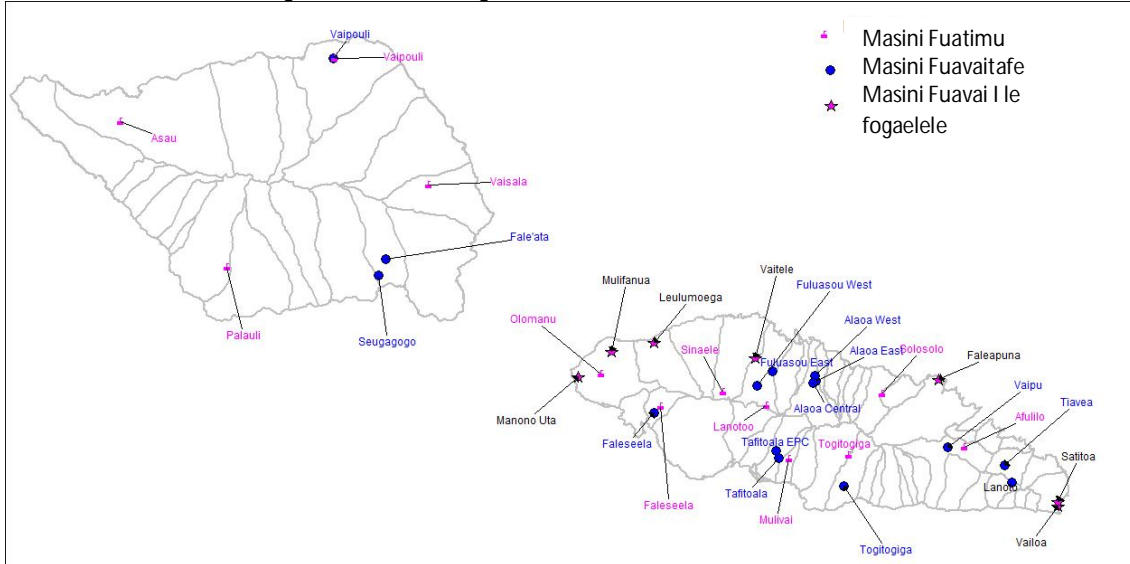 Vaipouli
Vaipouli
Masini Fuatimu
Masini Fuavaitafe
Masini Fuavai I le
fogaelele
Asau
Vaisala
Fale'ata
Palauli
Seugagogo
Mulifanua
Leulumoega
Vaitele
Fuluasou West
Olomanu
Sinaele
Fuluasou East
Alaoa West
Alaoa East
Solosolo
Faleapuna
Manono Uta
Lanotoo
Alaoa Central
Vaipu
Tiavea
Afulilo
Faleseela
Tafitoala EPC
Togitogiga
Satitoa
Lanoto
Faleseela
Tafitoala
Mulivai
Togitogiga
Vailoa